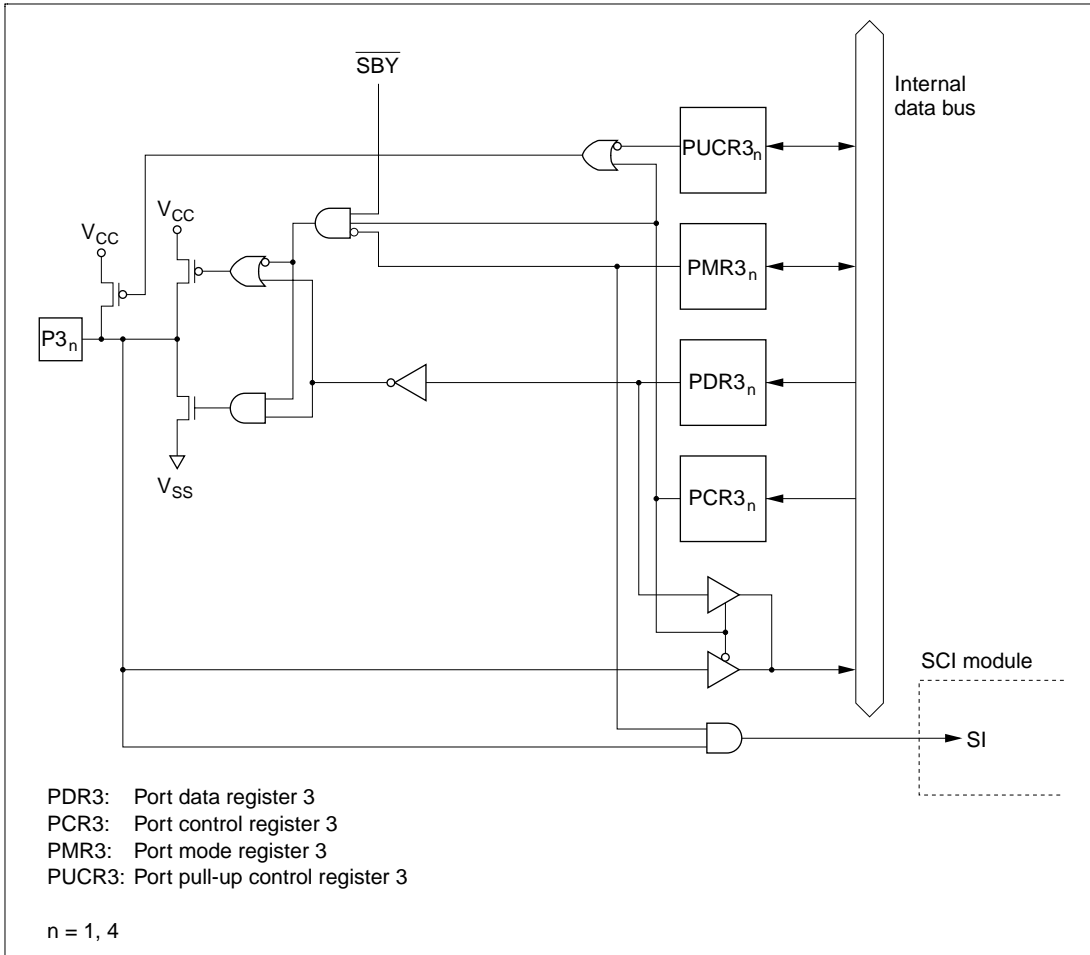 SBY
Internal
data bus
PUCR3n
VCC
VCC
PMR3n
P3n
PDR3n
VSS
PCR3n
SCI module
SI
PDR3: Port data register 3
PCR3: Port control register 3
PMR3: Port mode register 3
PUCR3: Port pull-up control register 3
n = 1, 4